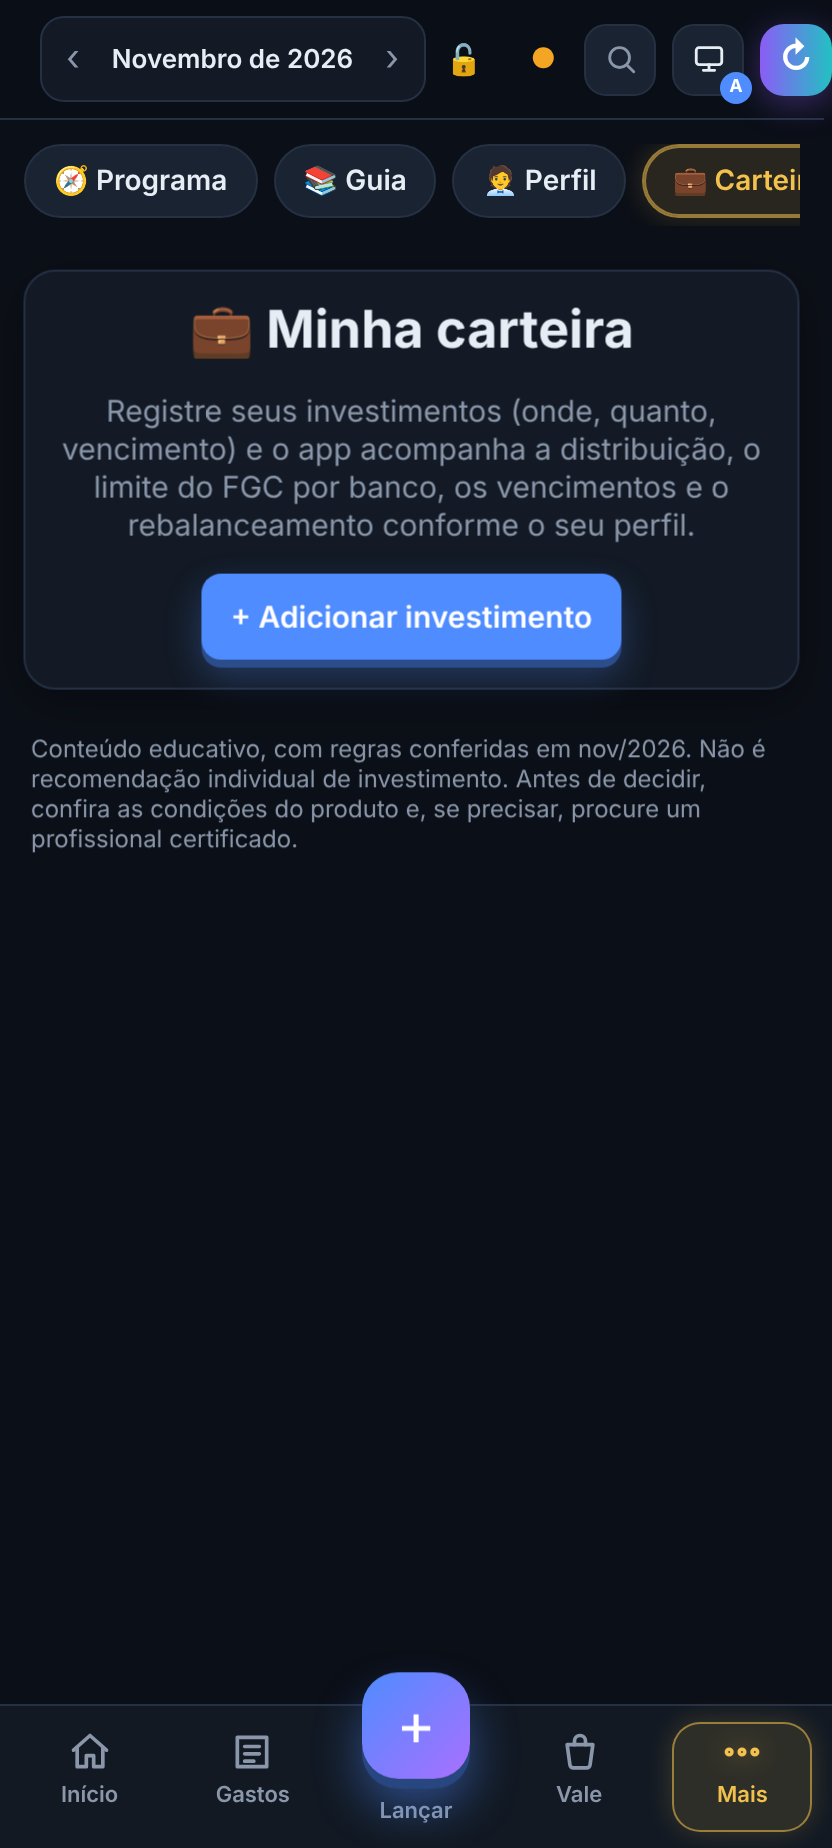 Novembro de 2026
A
Programa
Guia
Perfil
Carteir
Minha carteira
Registre seus investimentos (onde, quanto,
vencimento) e o app acompanha a distribuição, o
limite do FGC por banco, os vencimentos e o
rebalanceamento conforme o seu perfil.
+ Adicionar investimento
Conteúdo educativo, com regras conferidas em nov/2026. Não é
recomendação individual de investimento. Antes de decidir,
confira as condições do produto e, se precisar, procure um
profissional certificado.
Início
Gastos
Lançar
Vale
Mais